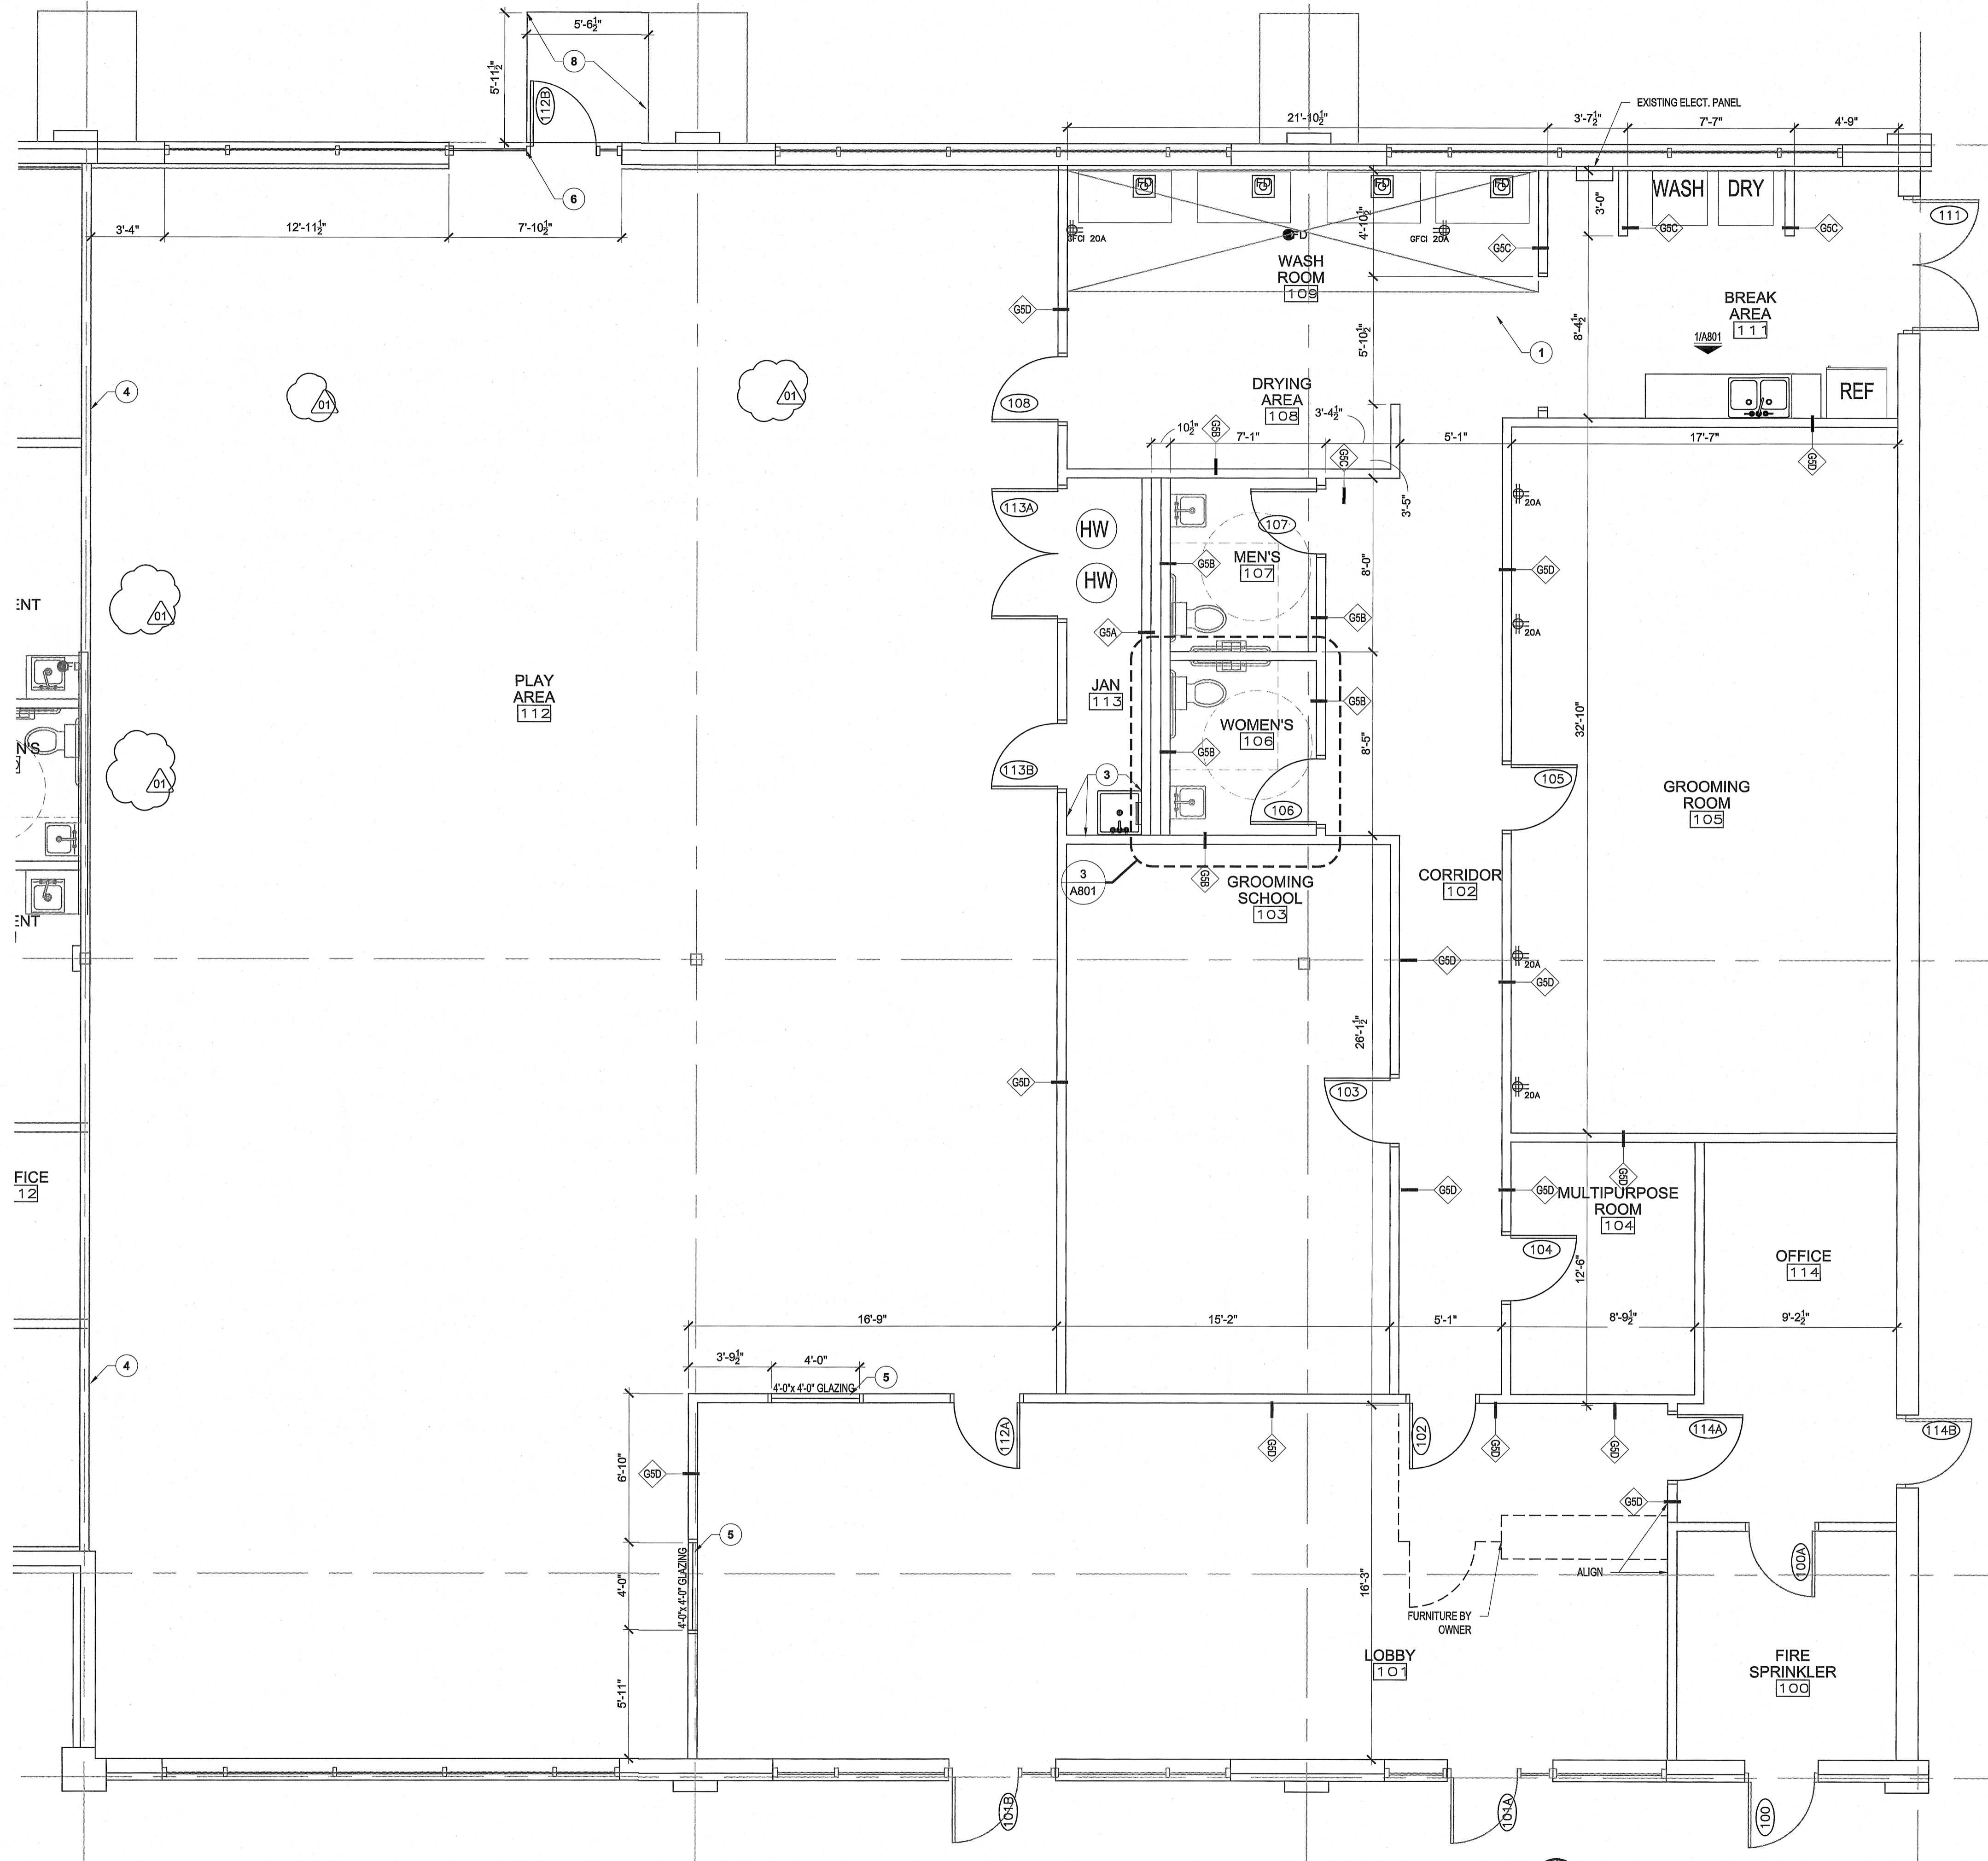 5'-6½"
8
5'-11½"
112B
6
EXISTING ELECT. PANEL
21'-10½"
3'-7½"
7'-7"
4'-9"
3'-4"
12'-11½"
7'-10½"
FD
FD
FD
FD
WASH
DRY
3'-0"
111
G5C
G5C
G5C
GFCI 20A
GFCI 20A
4'-10½"
FD
WASH
ROOM
109
G5D
BREAK
AREA
111
1/A801
1
8'-4½"
5'-10½"
4
01
01
108
DRYING
AREA
108
REF
3'-4½"
10½"
G5B
7'-1"
G5C
5'-1"
17'-7"
G5D
3'-5"
113A
HW
HW
107
MEN'S
107
G5B
8'-0"
20A
G5D
20A
01
ENT
G5A
G5B
FD
PLAY
AREA
112
JAN
113
G5B
WOMEN'S
106
G5B
8'-5"
32'-10"
N'S
01
113B
3
106
105
GROOMING
ROOM
105
3
A801
G5B
GROOMING
SCHOOL
103
CORRIDOR
102
ENT
G5D
20A
G5D
26'-1½"
G5D
103
20A
FICE
12
G5D
G5D
G5D
MULTIPURPOSE
ROOM
104
104
12'-6"
OFFICE
114
16'-9"
15'-2"
5'-1"
8'-9½"
9'-2½"
4
3'-9½"
4'-0"
5
4'-0"x 4'-0" GLAZING
112A
G5D
102
G5D
G5D
114A
114B
6'-10"
G5D
G5D
5
4'-0"
4'-0"x 4'-0" GLAZING
16'-3"
ALIGN
100A
FURNITURE BY
OWNER
LOBBY
101
FIRE
SPRINKLER
100
5'-11"
101B
101A
100